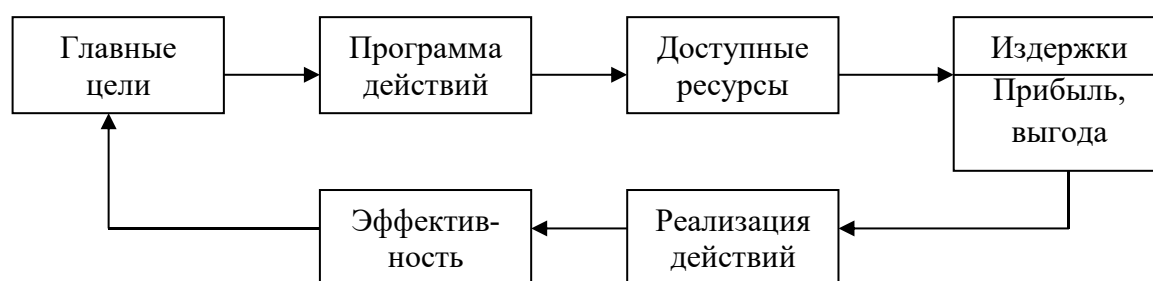 Главные
цели
Программа
действий
Доступные
ресурсы
Издержки
Прибыль,
выгода
Эффектив-
ность
Реализация
действий